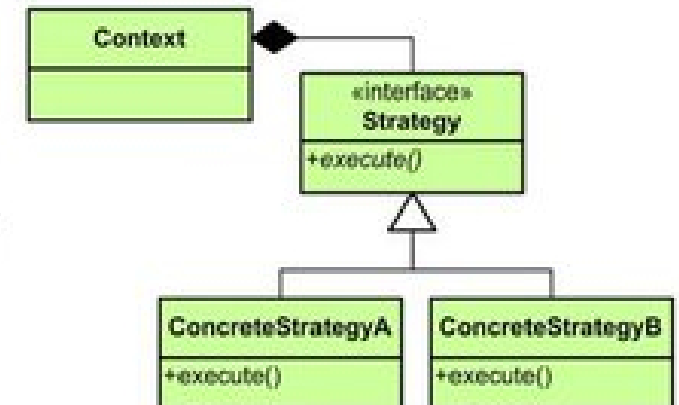 Context
«interface»
Strategy
+execute()
ConcreteStrategyA
ConcreteStrategyB
+execute()
+execute()